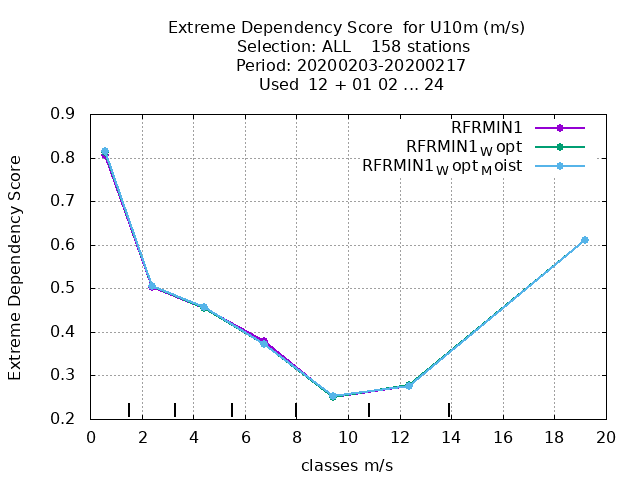 Extreme Dependency Score for U10m (m/s)
Selection: ALL 158 stations
Period: 20200203-20200217
Used 12 + 01 02 ... 24
RFRMIN1
RFRMIN1Wopt
RFRMIN1WoptMoist
Extreme Dependency Score
0.9
0.8
0.7
0.6
0.5
0.4
0.3
0.2
0 2 4 6 8 10 12 14 16 18 20
classes m/s